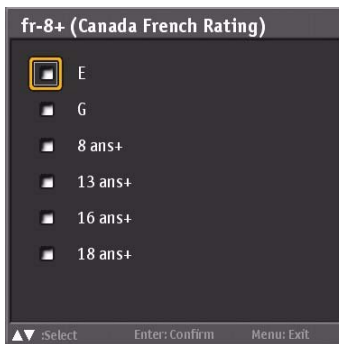 fr-8+ (Canada French Rating)
E
G
8 ans+
13 ans+
16 ans+
18 ans+
▲▼ :Select Enter: Confirm Menu: Exit